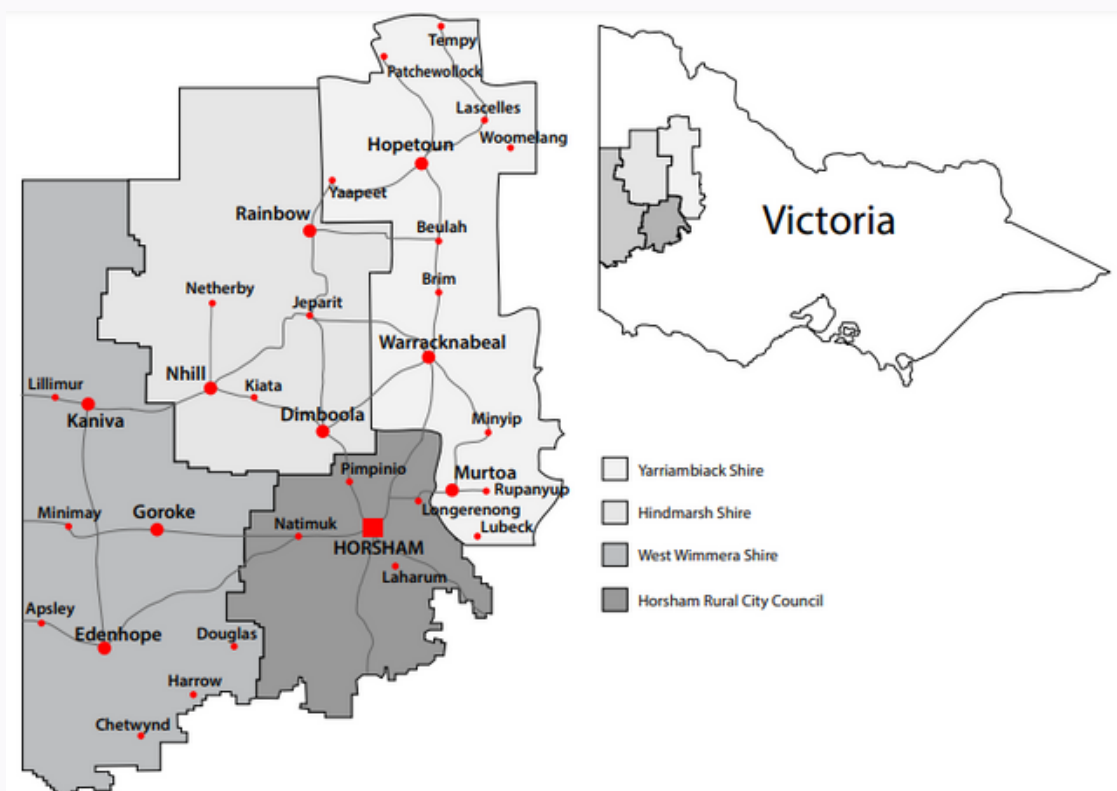 Tempy
Patchewollock
Lascelles
Woomelang
Hopetoun
Yaapeet
Rainbow
Beulah
Netherby
Brim
Jeparit
Warracknabeal
Nhill
Kiata
Lillimur
Kaniva
Dimboola
Minyip
Pimpinio
Murtoa
Rupanyup
Longerenong
Minimay
Goroke
Natimuk
Lubeck
HORSHAM
Laharum
Apsley
Edenhope
Douglas
Harrow
Chetwynd
Victoria
Yarriambiack Shire
Hindmarsh Shire
West Wimmera Shire
Horsham Rural City Council